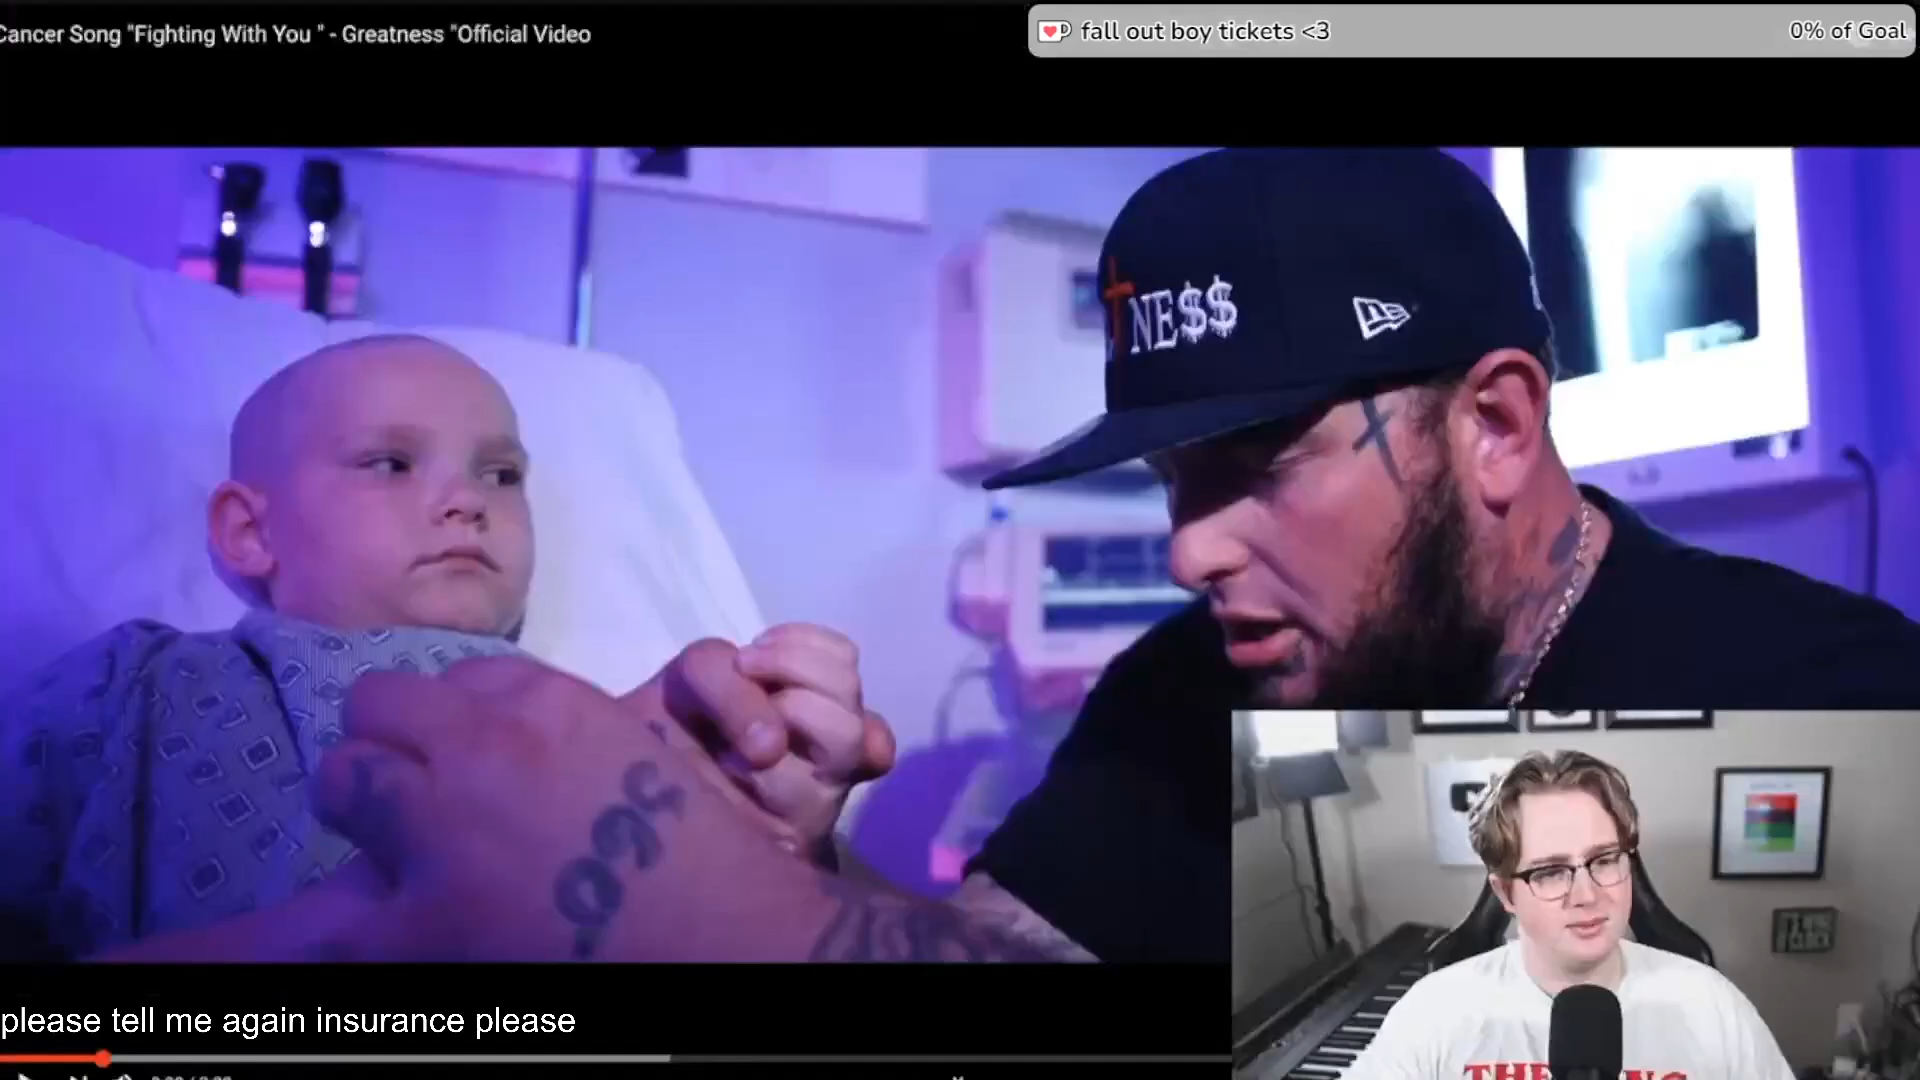 Cancer Song "Fighting With You " - Greatness "Official Video
fall out boy tickets <3
0% of Goal
NE$$
please tell me again insurance please